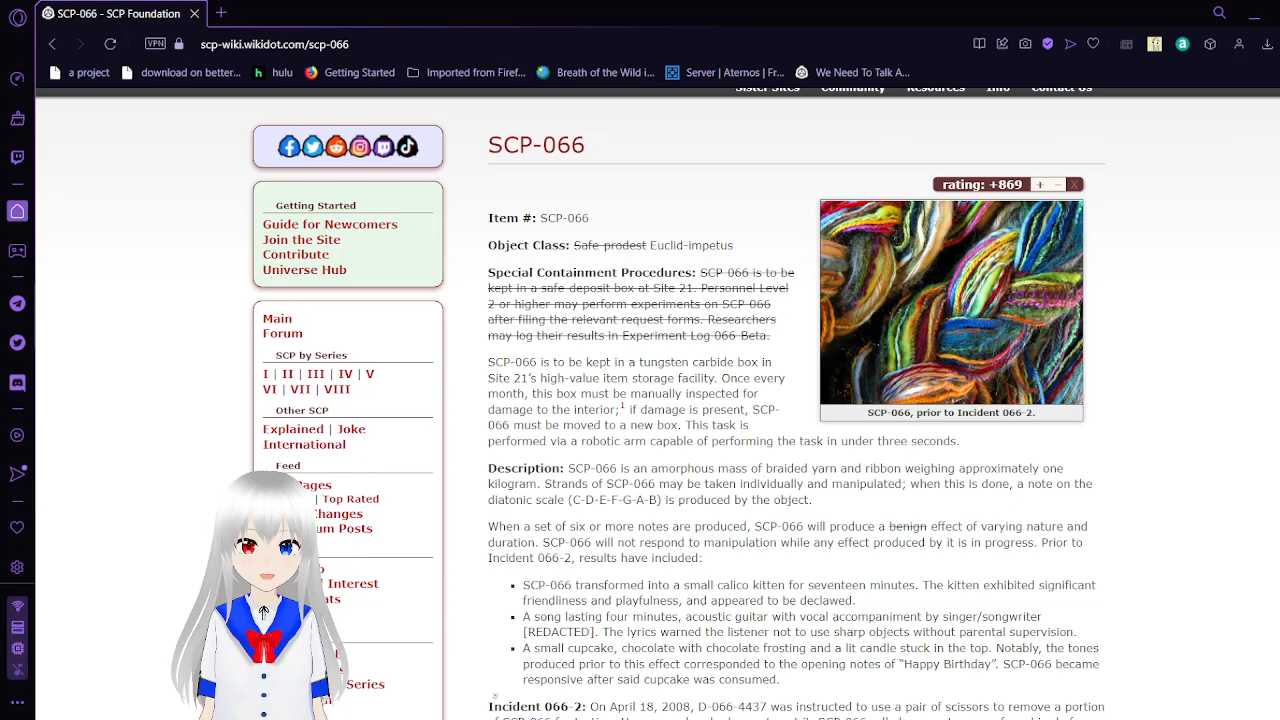 SCP-066 - SCP Foundation
VPN
scp-wiki.wikidot.com/scp-066
a project
download on better...
hulu
Getting Started
Imported from Firef...
Breath of the Wild i...
Server | Aternos | Fr...
We Need To Talk A...
Sister Sites Community Resources Info Contact Us
Getting Started
Guide for Newcomers
Join the Site
Contribute
Universe Hub
Main
Forum
SCP by Series
I | II | III | IV | V
VI | VII | VIII
Other SCP
Explained | Joke
International
Feed
ages
| Top Rated
hanges
um Posts
f Interest
ats
Series
SCP-066
rating: +869 + − X
Item #: SCP-066
Object Class: Safe-prodest Euclid-impetus
Special Containment Procedures: SCP-066 is to be
kept in a safe deposit box at Site 21. Personnel Level
2 or higher may perform experiments on SCP-066
after filing the relevant request forms. Researchers
may log their results in Experiment Log 066-Beta.
SCP-066 is to be kept in a tungsten carbide box in
Site 21's high-value item storage facility. Once every
month, this box must be manually inspected for
damage to the interior;1 if damage is present, SCP-
066 must be moved to a new box. This task is
performed via a robotic arm capable of performing the task in under three seconds.
SCP-066, prior to Incident 066-2.
Description: SCP-066 is an amorphous mass of braided yarn and ribbon weighing approximately one
kilogram. Strands of SCP-066 may be taken individually and manipulated; when this is done, a note on the
diatonic scale (C-D-E-F-G-A-B) is produced by the object.
When a set of six or more notes are produced, SCP-066 will produce a benign effect of varying nature and
duration. SCP-066 will not respond to manipulation while any effect produced by it is in progress. Prior to
Incident 066-2, results have included:
SCP-066 transformed into a small calico kitten for seventeen minutes. The kitten exhibited significant
friendliness and playfulness, and appeared to be declawed.
A song lasting four minutes, acoustic guitar with vocal accompaniment by singer/songwriter
[REDACTED]. The lyrics warned the listener not to use sharp objects without parental supervision.
A small cupcake, chocolate with chocolate frosting and a lit candle stuck in the top. Notably, the tones
produced prior to this effect corresponded to the opening notes of “Happy Birthday”. SCP-066 became
responsive after said cupcake was consumed.
Incident 066-2: On April 18, 2008, D-066-4437 was instructed to use a pair of scissors to remove a portion